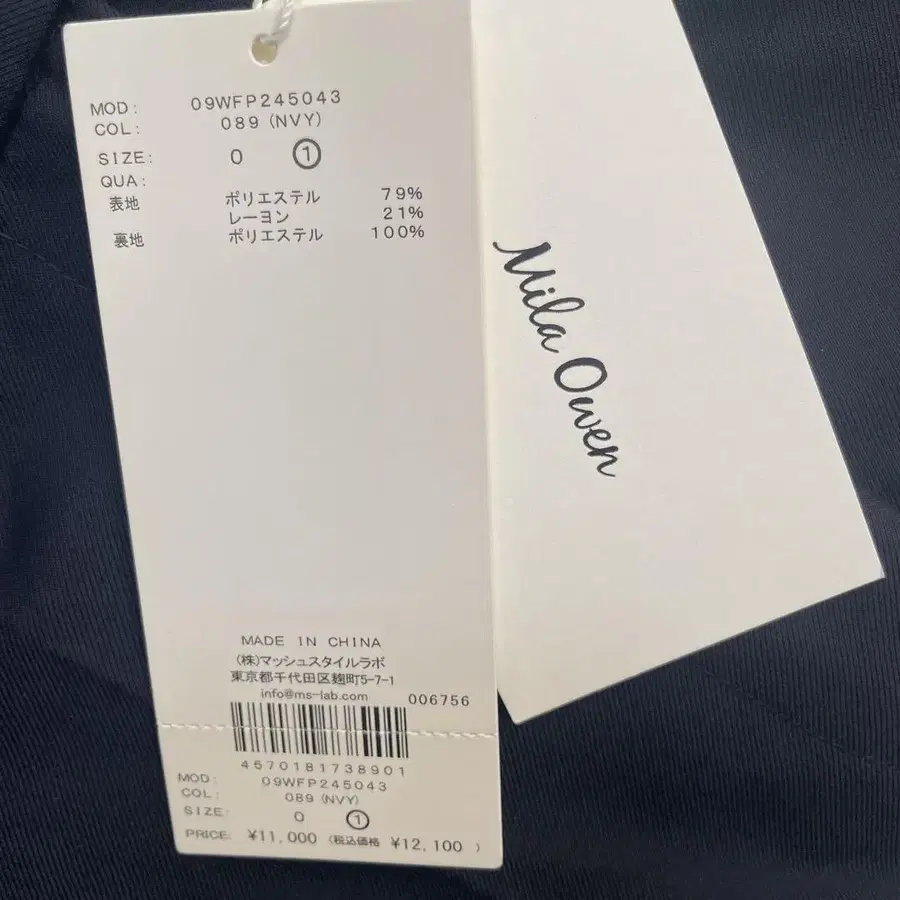 MOD: 09WFP245043
COL: 089 (NVY)
SIZE: 0 ①
QUA:
表地 ポリエステル 79%
レーヨン 21%
裏地 ポリエステル 100%
Mila Owen
MADE IN CHINA
(株)マッシュスタイルラボ
東京都千代田区麹町5-7-1
info@ms-lab.com 006756
4570181738901
MOD: 09WFP245043
COL: 089 (NVY)
SIZE: 0 ①
PRICE: ¥11,000 (税込価格 ¥12,100 )